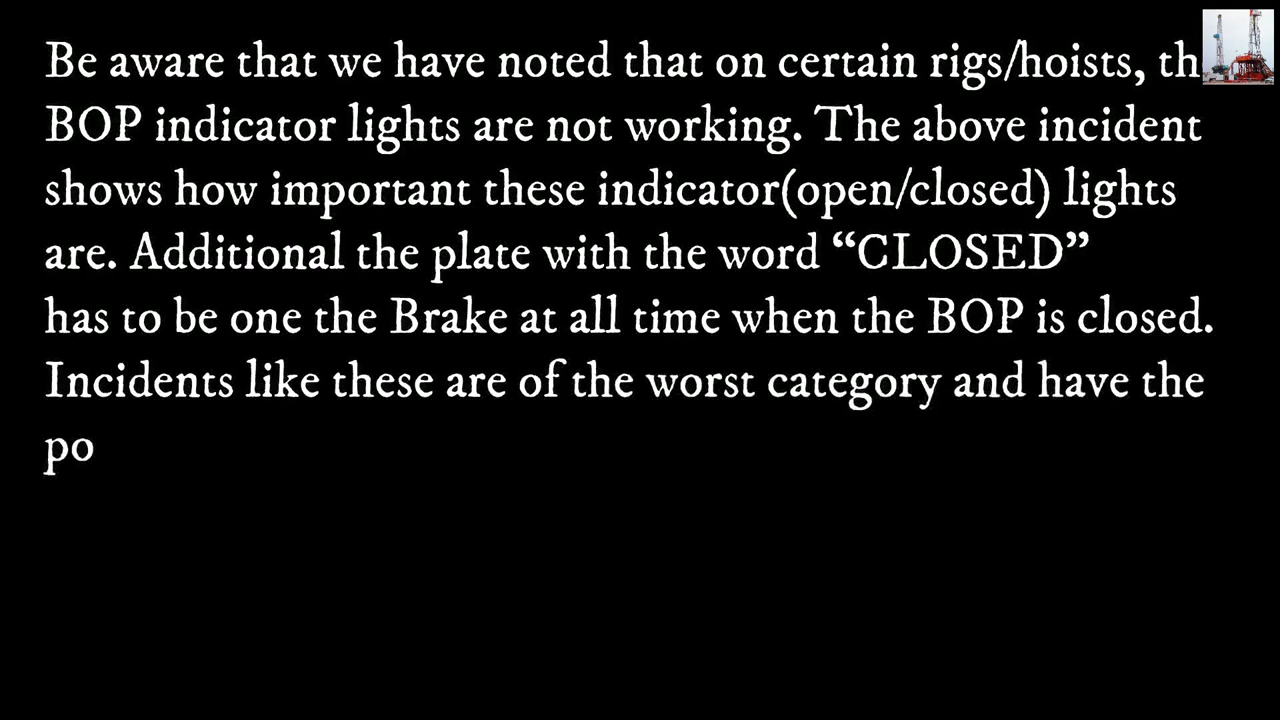 Be aware that we have noted that on certain rigs/hoists, th
BOP indicator lights are not working. The above incident
shows how important these indicator(open/closed) lights
are. Additional the plate with the word “CLOSED”
has to be one the Brake at all time when the BOP is closed.
Incidents like these are of the worst category and have the
po